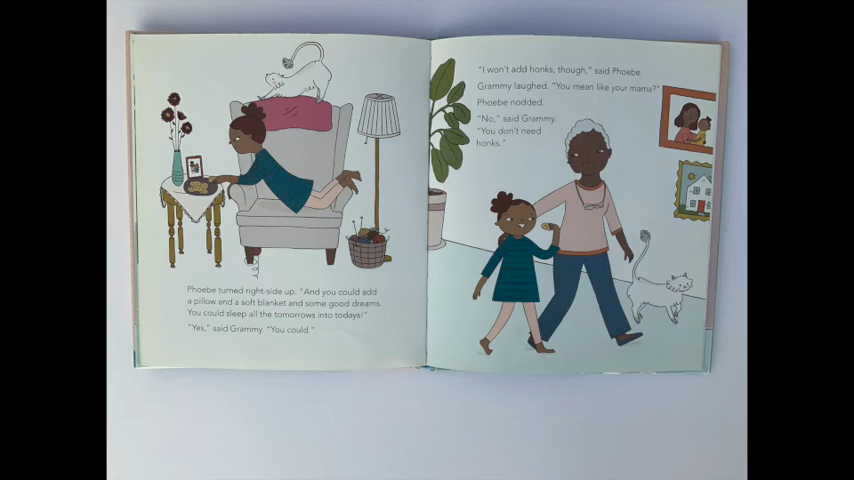 Phoebe turned right-side up. "And you could add
a pillow and a soft blanket and some good dreams.
You could sleep all the tomorrows into todays!"
"Yes," said Grammy. "You could."
"I won't add honks, though," said Phoebe.
Grammy laughed. "You mean like your mama?"
Phoebe nodded.
"No," said Grammy.
"You don't need
honks."